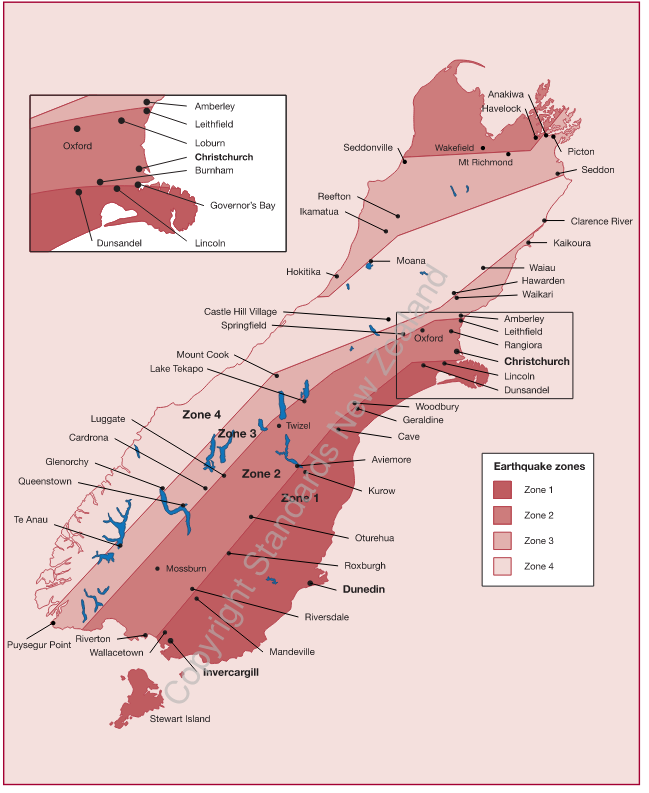 Amberley
Leithfield
Loburn
Oxford
Christchurch
Burnham
Governor's Bay
Dunsandel
Lincoln
Anakiwa
Havelock
Seddonville
Wakefield
Mt Richmond
Picton
Seddon
Reefton
Ikamatua
Clarence River
Kaikoura
Moana
Hokitika
Waiau
Hawarden
Waikari
Castle Hill Village
Springfield
Amberley
Leithfield
Oxford
Rangiora
Christchurch
Lincoln
Dunsandel
Mount Cook
Lake Tekapo
Woodbury
Geraldine
Cave
Zone 4
Luggate
Twizel
Zone 3
Cardrona
Aviemore
Glenorchy
Zone 2
Kurow
Queenstown
Zone 1
Te Anau
Oturehua
Roxburgh
Mossburn
Dunedin
Riversdale
Riverton
Puysegur Point
Wallacetown
Mandeville
Invercargill
Stewart Island
Earthquake zones
Zone 1
Zone 2
Zone 3
Zone 4
Copyright Standards New Zealand